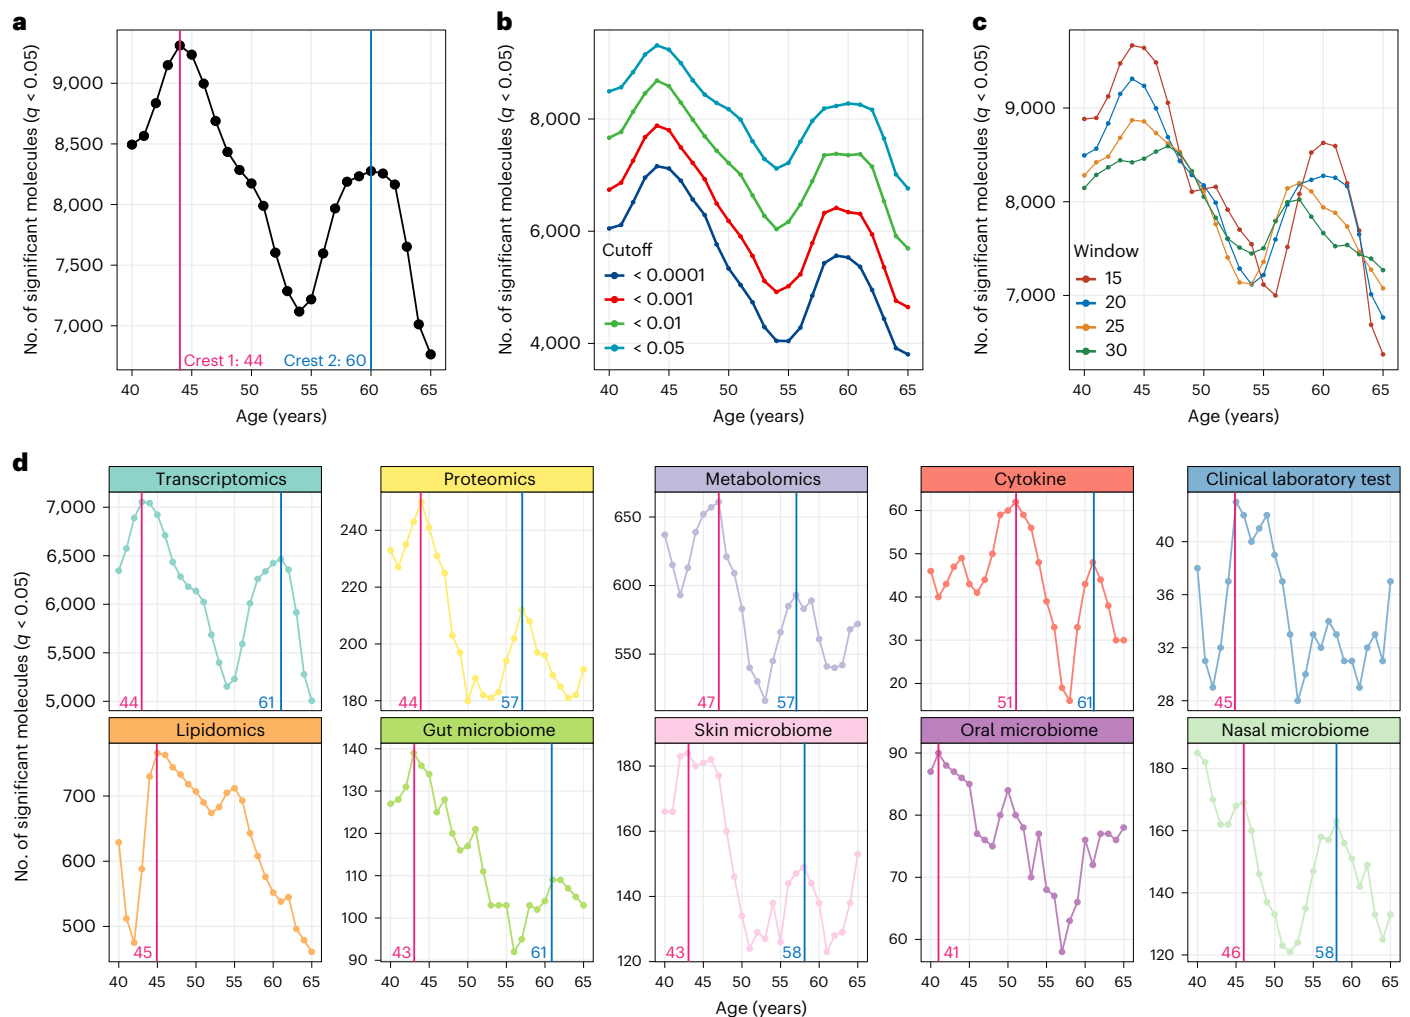 a
No. of significant molecules (q < 0.05)
9,000
8,500
8,000
7,500
7,000
Crest 1: 44
Crest 2: 60
40 45 50 55 60 65
Age (years)
b
No. of significant molecules (q < 0.05)
8,000
6,000
4,000
Cutoff
< 0.0001
< 0.001
< 0.01
< 0.05
40 45 50 55 60 65
Age (years)
c
No. of significant molecules (q < 0.05)
9,000
8,000
7,000
Window
15
20
25
30
40 45 50 55 60 65
Age (years)
d
No. of significant molecules (q < 0.05)
Transcriptomics
7,000
6,500
6,000
5,500
5,000
44 61
Proteomics
240
220
200
180
44 57
Metabolomics
650
600
550
47 57
Cytokine
60
50
40
30
20
51 61
Clinical laboratory test
40
36
32
28
45
Lipidomics
700
600
500
45
40 45 50 55 60 65
Gut microbiome
140
130
120
110
100
90
43 61
40 45 50 55 60 65
Skin microbiome
180
160
140
120
43 58
40 45 50 55 60 65
Oral microbiome
90
80
70
60
41
40 45 50 55 60 65
Nasal microbiome
180
160
140
120
46 58
40 45 50 55 60 65
Age (years)